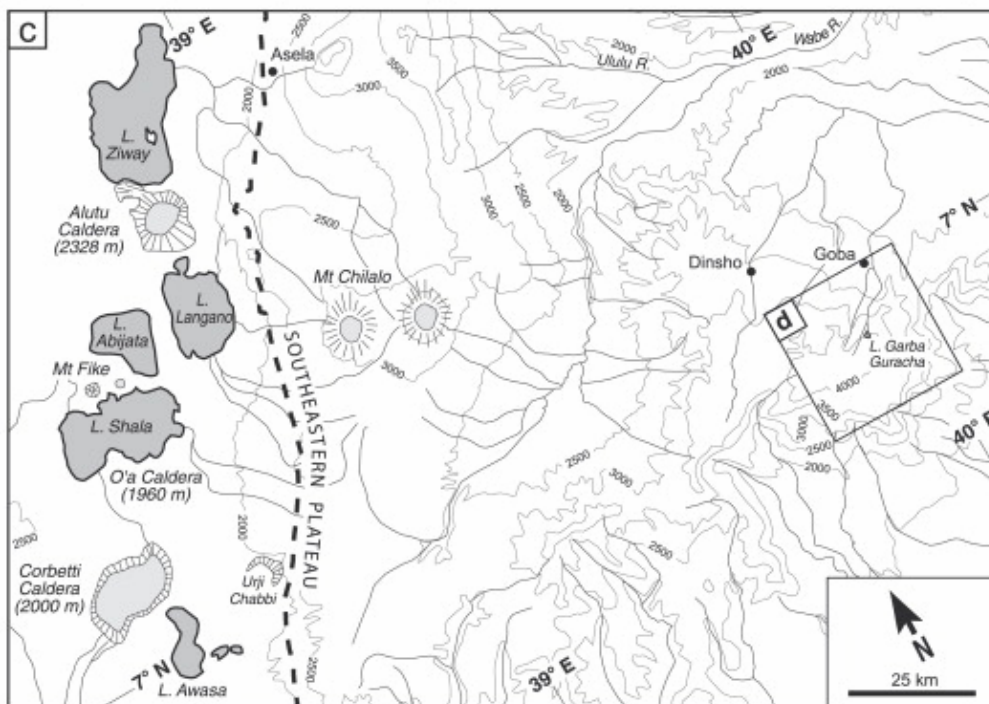 c
39° E
2500
Asela
3500
2000
Ululu R.
40° E
Wabe R.
2000
2000
3000
L.
Ziway
2500
2000
3000
2500
7° N
Alutu
Caldera
(2328 m)
2500
Dinsho
Goba
Mt Chilalo
L.
Langano
d
L.
Abijata
L. Garba
Guracha
Mt Fike
3000
4000
L. Shala
3500
3000
2500
2000
40° E
SOUTHEASTERN PLATEAU
O'a Caldera
(1960 m)
2500
3000
2000
2500
2500
Corbetti
Caldera
(2000 m)
Urji
Chabbi
7° N
L. Awasa
2500
39° E
N
25 km